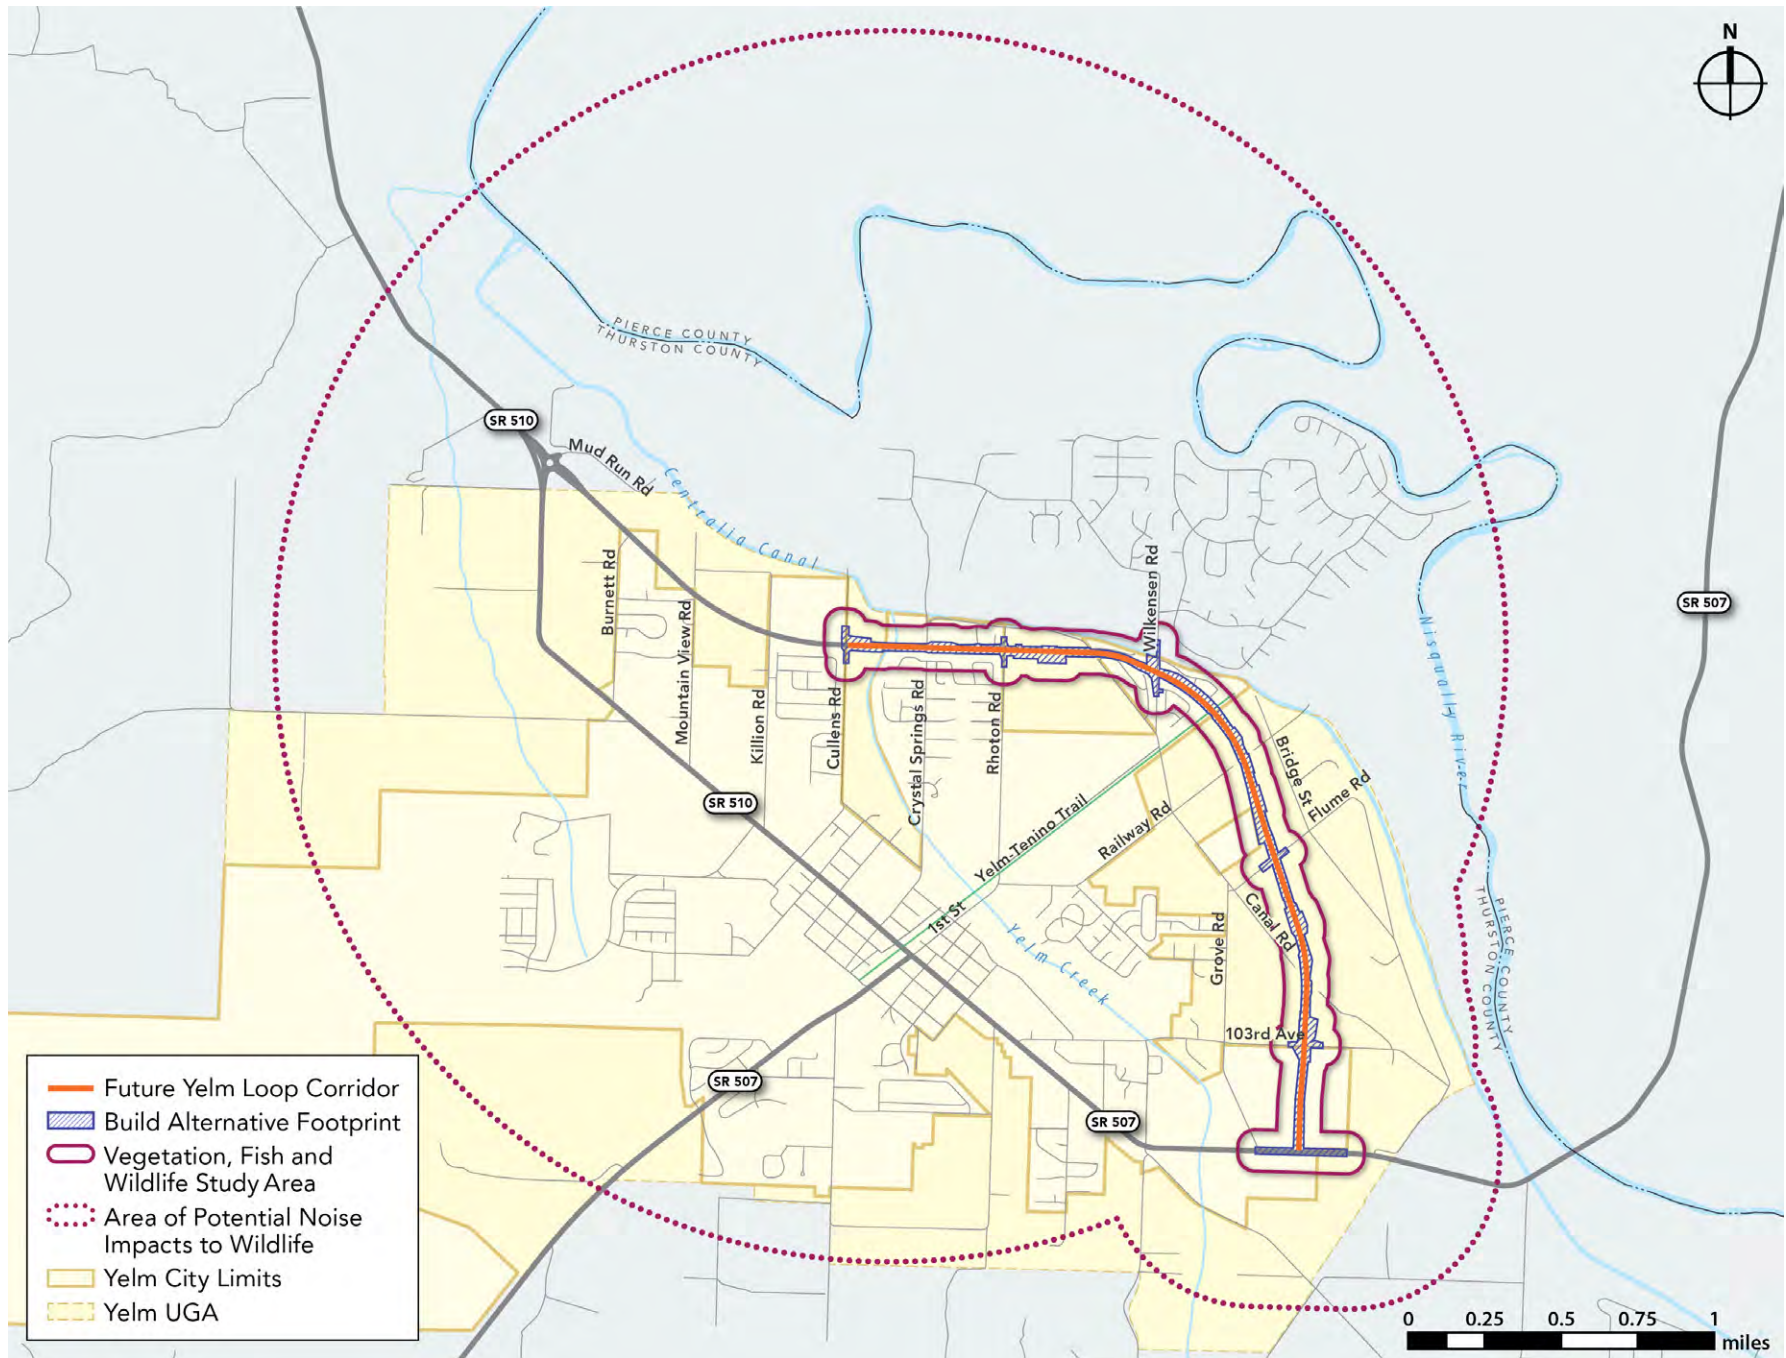 N
PIERCE COUNTY
THURSTON COUNTY
SR 510
Mud Run Rd
Centralia Canal
Burnett Rd
Mountain View Rd
Killion Rd
Cullens Rd
Crystal Springs Rd
Rhoton Rd
Wilkensen Rd
SR 507
Nisqually River
Bridge St
Flume Rd
SR 510
Yelm-Tenino Trail
Railway Rd
1st St
Yelm Creek
Grove Rd
Canal Rd
PIERCE COUNTY
THURSTON COUNTY
103rd Ave
SR 507
SR 507
Future Yelm Loop Corridor
Build Alternative Footprint
Vegetation, Fish and
Wildlife Study Area
Area of Potential Noise
Impacts to Wildlife
Yelm City Limits
Yelm UGA
0 0.25 0.5 0.75 1
miles